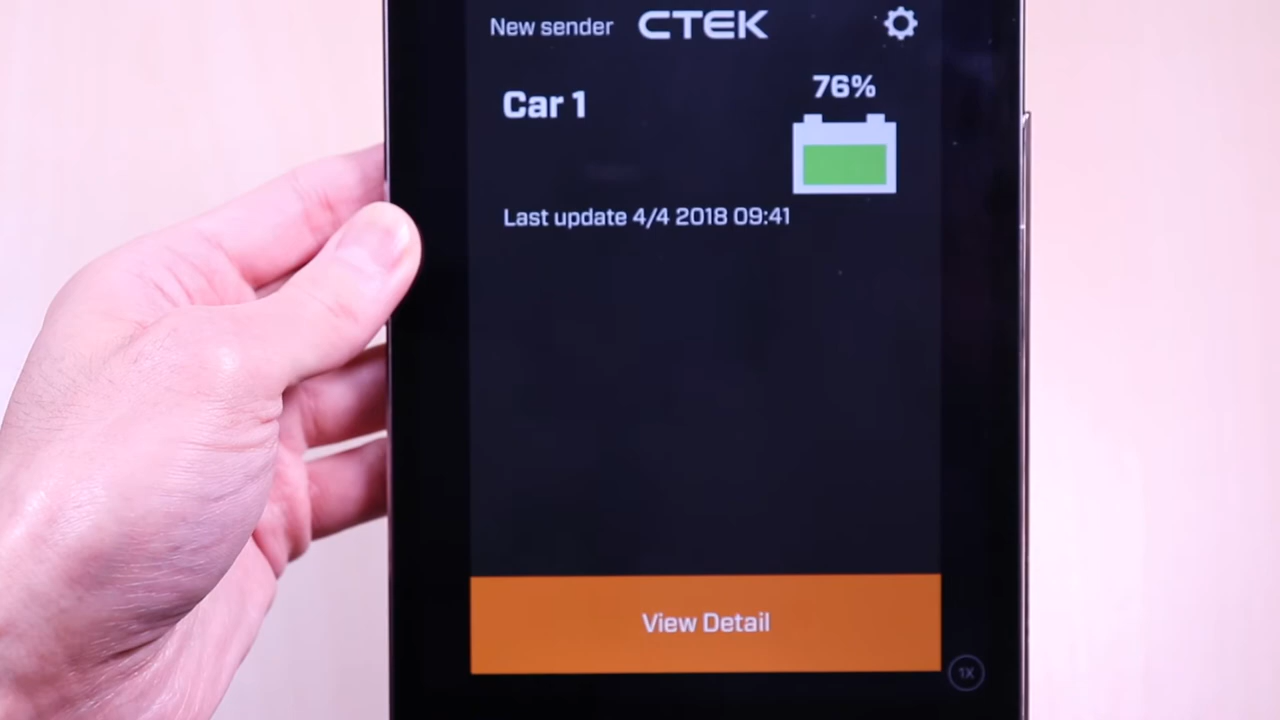 New sender CTEK
76%
Car 1
Last update 4/4 2018 09:41
View Detail
1X